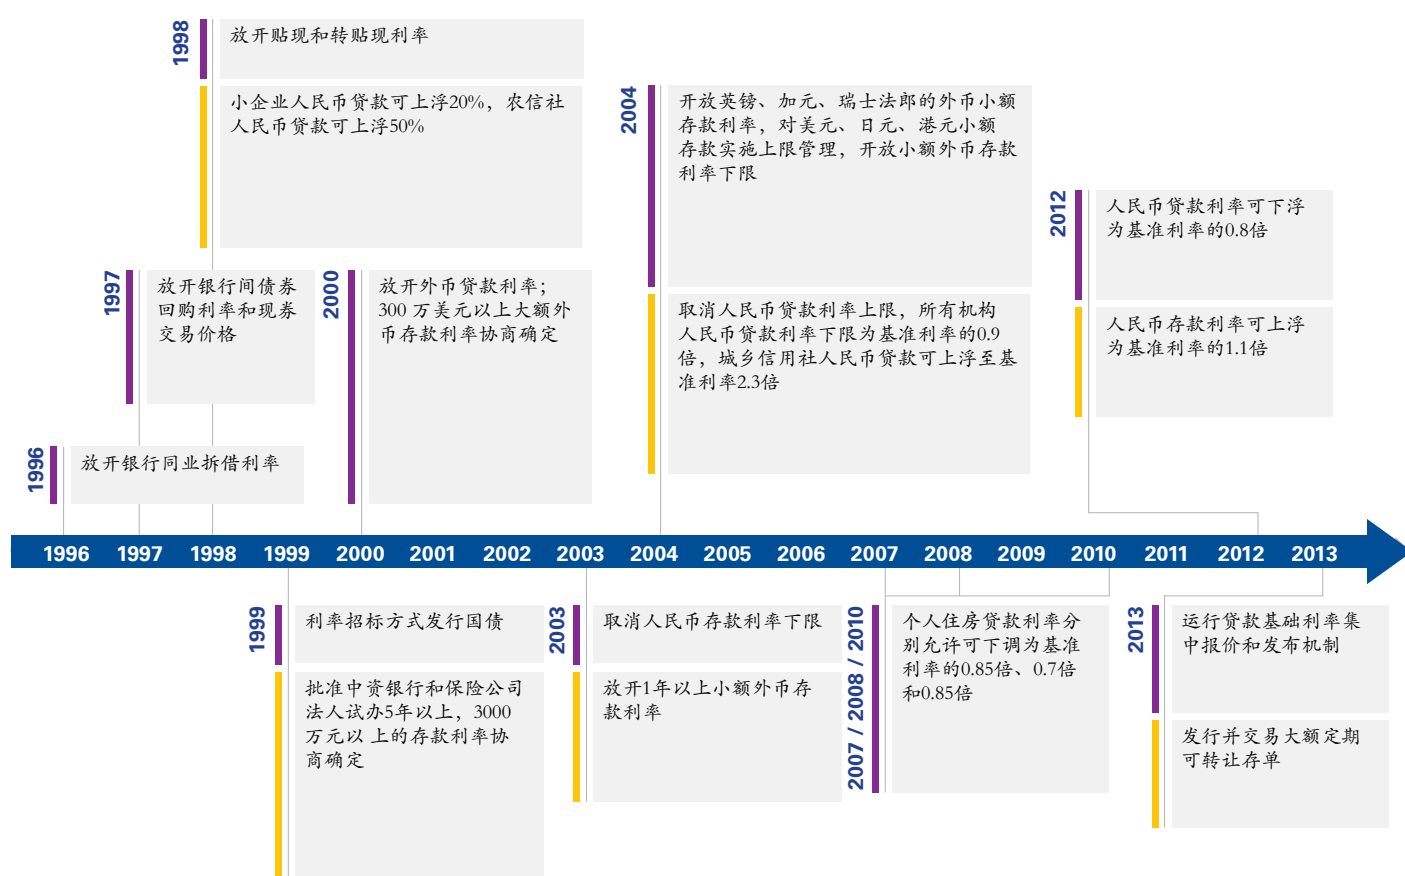 1998
放开贴现和转贴现利率
小企业人民币贷款可上浮20%，农信社
人民币贷款可上浮50%
2004
开放英镑、加元、瑞士法郎的外币小额
存款利率，对美元、日元、港元小额
存款实施上限管理，开放小额外币存款
利率下限
取消人民币贷款利率上限，所有机构
人民币贷款利率下限为基准利率的0.9
倍，城乡信用社人民币贷款可上浮至基
准利率2.3倍
2012
人民币贷款利率可下浮
为基准利率的0.8倍
人民币存款利率可上浮
为基准利率的1.1倍
1997
放开银行间债券
回购利率和现券
交易价格
2000
放开外币贷款利率；
300 万美元以上大额外
币存款利率协商确定
1996
放开银行同业拆借利率
1996 1997 1998 1999 2000 2001 2002 2003 2004 2005 2006 2007 2008 2009 2010 2011 2012 2013
1999
利率招标方式发行国债
批准中资银行和保险公司
法人试办5年以上，3000
万元以 上的存款利率协
商确定
2003
取消人民币存款利率下限
放开1年以上小额外币存
款利率
2007 / 2008 / 2010
个人住房贷款利率分
别允许可下调为基准
利率的0.85倍、0.7倍
和0.85倍
2013
运行贷款基础利率集
中报价和发布机制
发行并交易大额定期
可转让存单